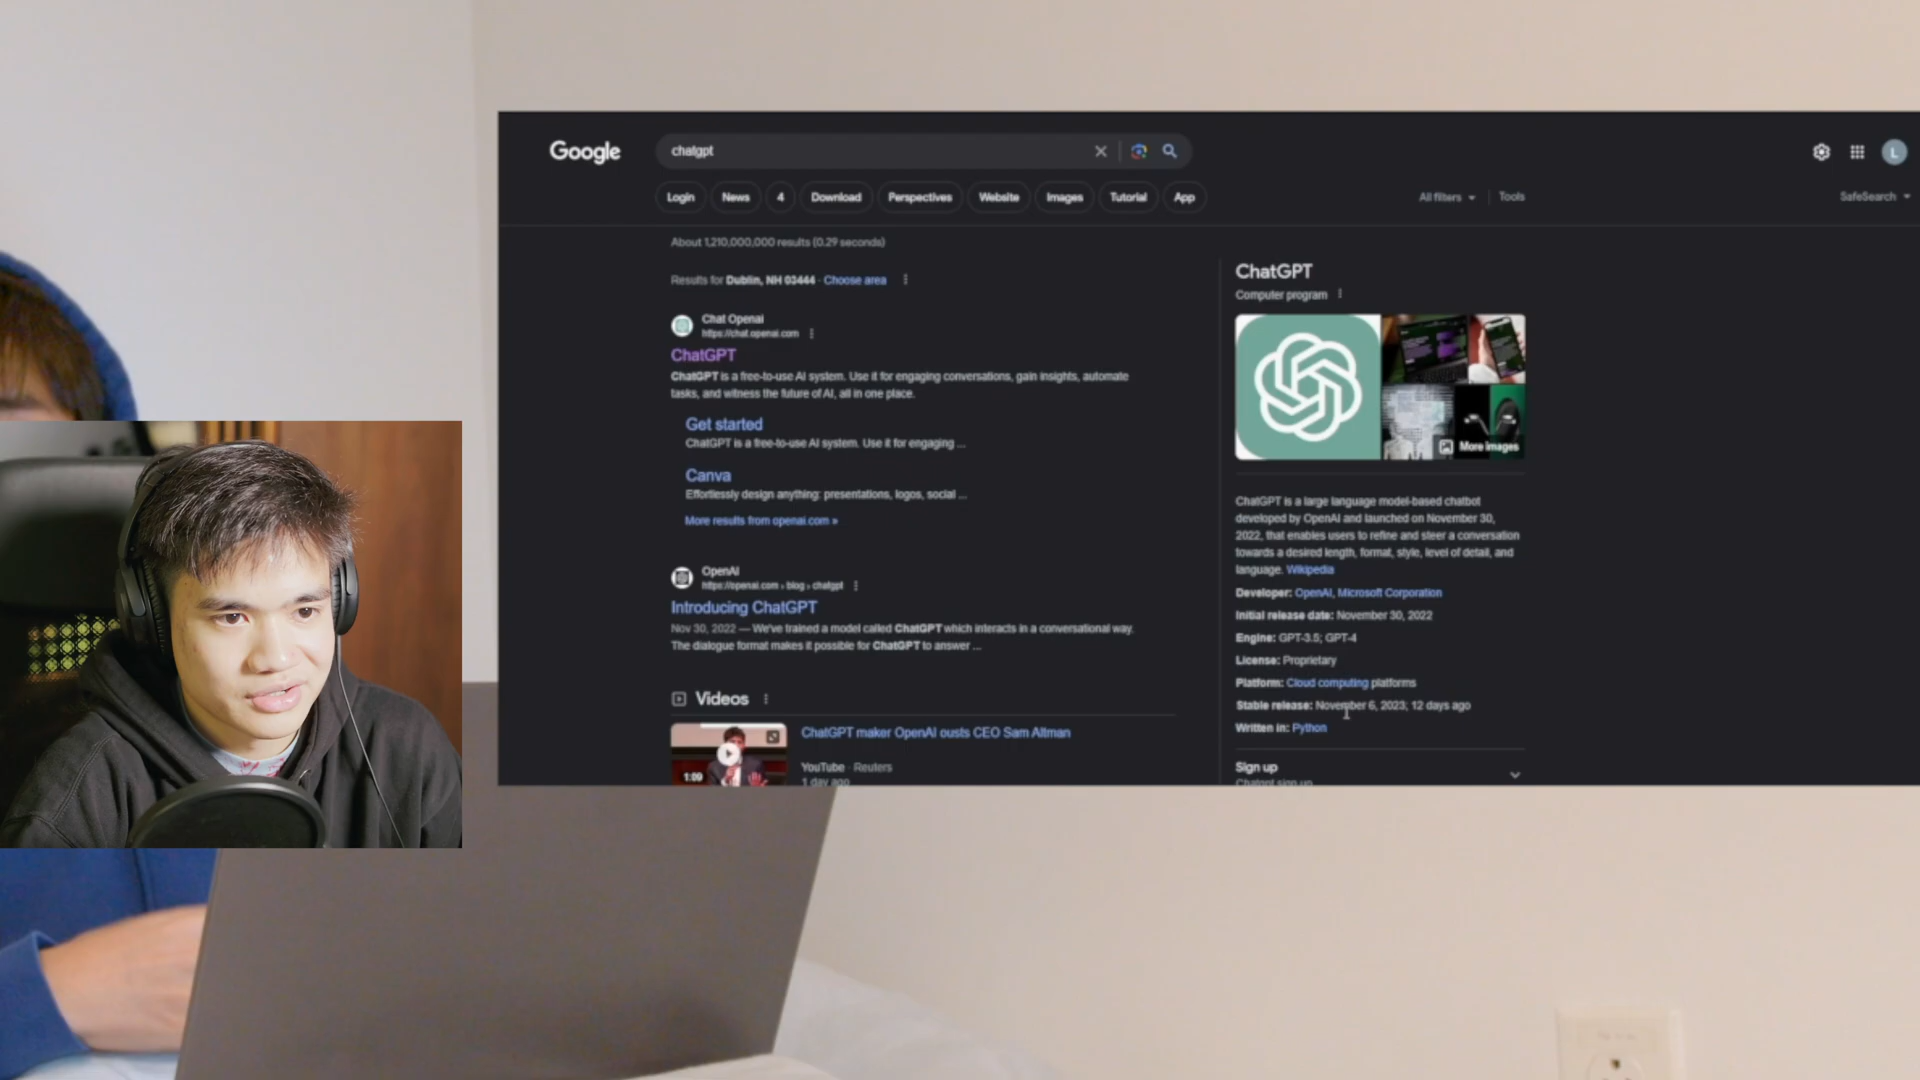 Google
chatgpt
L
Login
News
4
Download
Perspectives
Website
Images
Tutorial
App
All filters
Tools
SafeSearch
About 1,210,000,000 results (0.29 seconds)
Results for Dublin, NH 03444 · Choose area
Chat Openai
https://chat.openai.com
ChatGPT
ChatGPT is a free-to-use AI system. Use it for engaging conversations, gain insights, automate
tasks, and witness the future of AI, all in one place.
Get started
ChatGPT is a free-to-use AI system. Use it for engaging ...
Canva
Effortlessly design anything: presentations, logos, social ...
More results from openai.com »
OpenAI
https://openai.com › blog › chatgpt
Introducing ChatGPT
Nov 30, 2022 — We've trained a model called ChatGPT which interacts in a conversational way.
The dialogue format makes it possible for ChatGPT to answer ...
Videos
1:09
ChatGPT maker OpenAI ousts CEO Sam Altman
YouTube · Reuters
1 day ago
ChatGPT
Computer program
More images
ChatGPT is a large language model-based chatbot
developed by OpenAI and launched on November 30,
2022, that enables users to refine and steer a conversation
towards a desired length, format, style, level of detail, and
language. Wikipedia
Developer: OpenAI, Microsoft Corporation
Initial release date: November 30, 2022
Engine: GPT-3.5; GPT-4
License: Proprietary
Platform: Cloud computing platforms
Stable release: November 6, 2023; 12 days ago
Written in: Python
Sign up
Chatgpt sign up